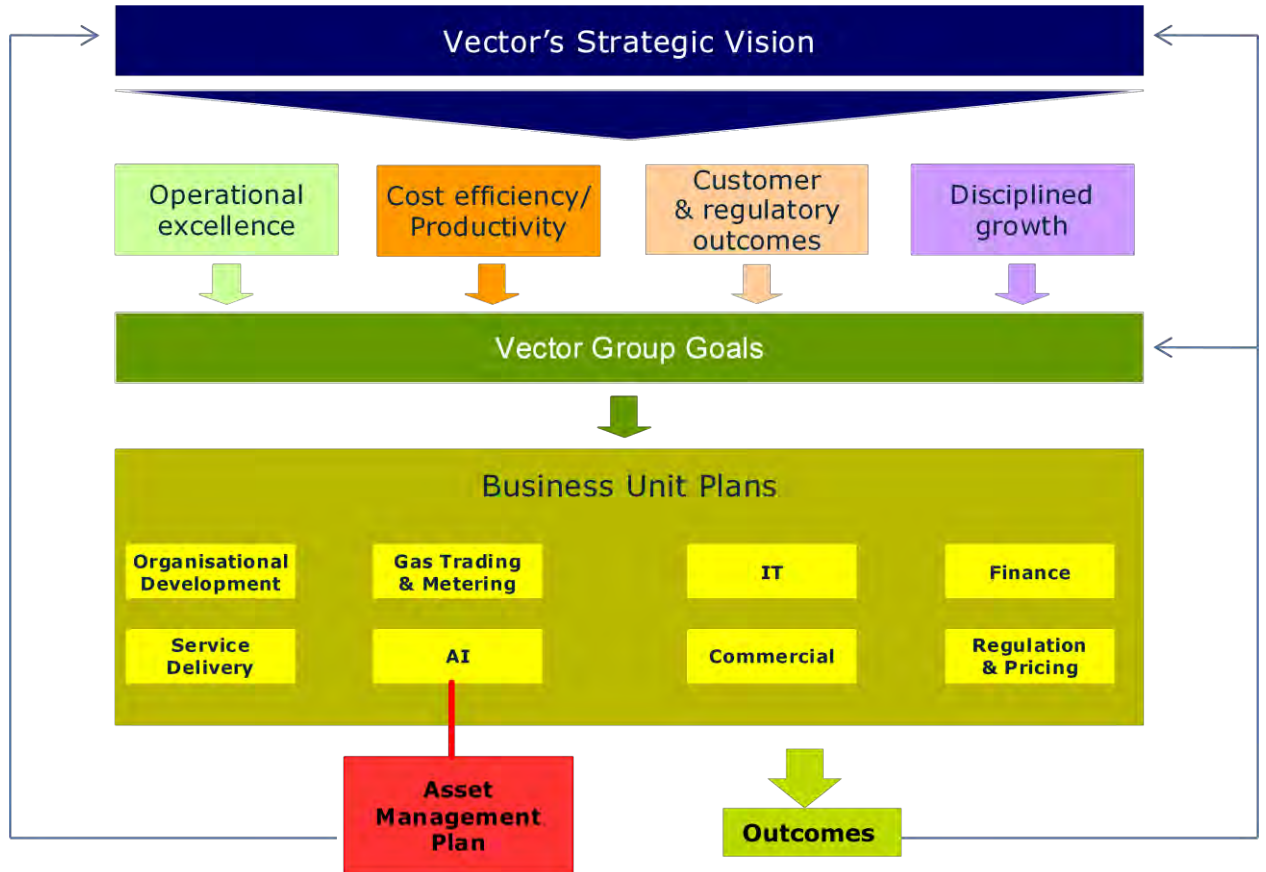 Vector’s Strategic Vision
Operational
excellence
Cost efficiency/
Productivity
Customer
& regulatory
outcomes
Disciplined
growth
Vector Group Goals
Business Unit Plans
Organisational
Development
Gas Trading
& Metering
IT
Finance
Service
Delivery
AI
Commercial
Regulation
& Pricing
Asset
Management
Plan
Outcomes